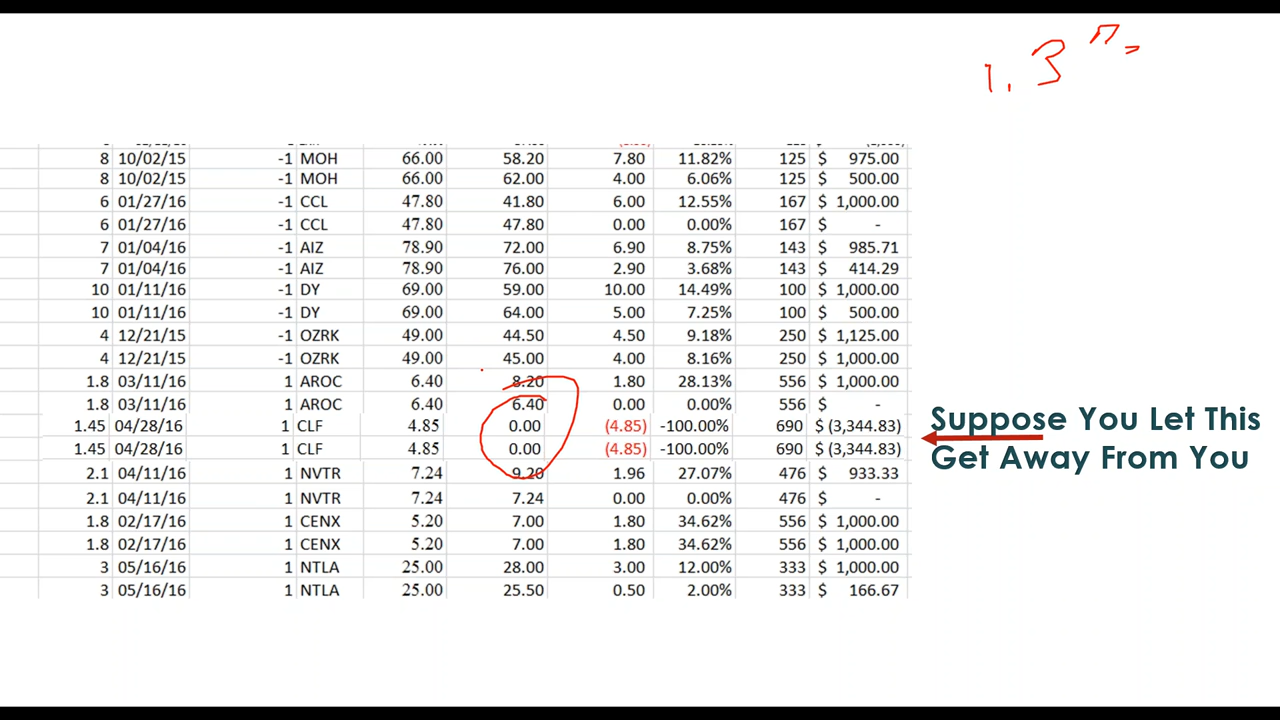 1.3
8 10/02/15 -1 MOH 66.00 58.20 7.80 11.82% 125 $ 975.00
8 10/02/15 -1 MOH 66.00 62.00 4.00 6.06% 125 $ 500.00
6 01/27/16 -1 CCL 47.80 41.80 6.00 12.55% 167 $ 1,000.00
6 01/27/16 -1 CCL 47.80 47.80 0.00 0.00% 167 $ -
7 01/04/16 -1 AIZ 78.90 72.00 6.90 8.75% 143 $ 985.71
7 01/04/16 -1 AIZ 78.90 76.00 2.90 3.68% 143 $ 414.29
10 01/11/16 -1 DY 69.00 59.00 10.00 14.49% 100 $ 1,000.00
10 01/11/16 -1 DY 69.00 64.00 5.00 7.25% 100 $ 500.00
4 12/21/15 -1 OZRK 49.00 44.50 4.50 9.18% 250 $ 1,125.00
4 12/21/15 -1 OZRK 49.00 45.00 4.00 8.16% 250 $ 1,000.00
1.8 03/11/16 1 AROC 6.40 8.20 1.80 28.13% 556 $ 1,000.00
1.8 03/11/16 1 AROC 6.40 6.40 0.00 0.00% 556 $ -
1.45 04/28/16 1 CLF 4.85 0.00 (4.85) -100.00% 690 $ (3,344.83)
1.45 04/28/16 1 CLF 4.85 0.00 (4.85) -100.00% 690 $ (3,344.83)
2.1 04/11/16 1 NVTR 7.24 9.20 1.96 27.07% 476 $ 933.33
2.1 04/11/16 1 NVTR 7.24 7.24 0.00 0.00% 476 $ -
1.8 02/17/16 1 CENX 5.20 7.00 1.80 34.62% 556 $ 1,000.00
1.8 02/17/16 1 CENX 5.20 7.00 1.80 34.62% 556 $ 1,000.00
3 05/16/16 1 NTLA 25.00 28.00 3.00 12.00% 333 $ 1,000.00
3 05/16/16 1 NTLA 25.00 25.50 0.50 2.00% 333 $ 166.67
Suppose You Let This
Get Away From You